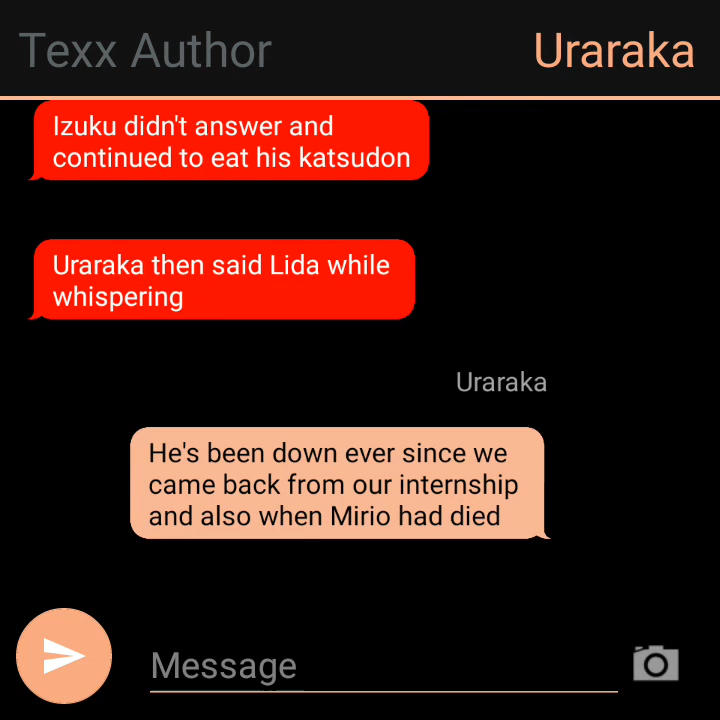 Texx Author Uraraka
Izuku didn't answer and
continued to eat his katsudon
Uraraka then said Lida while
whispering
Uraraka
He's been down ever since we
came back from our internship
and also when Mirio had died
Message